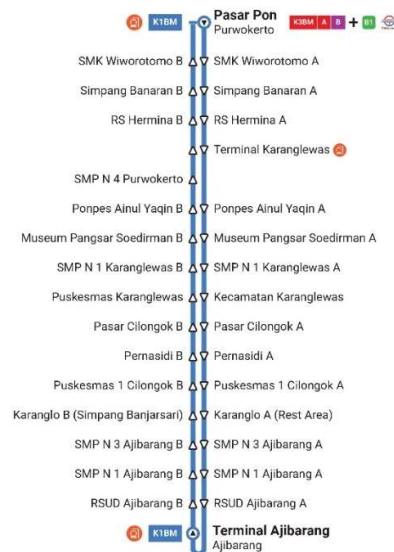 K1BM Pasar Pon K3BM A B + B1
Purwokerto
SMK Wiworotomo B SMK Wiworotomo A
Simpang Banaran B Simpang Banaran A
RS Hermina B RS Hermina A
Terminal Karanglewas
SMP N 4 Purwokerto
Ponpes Ainul Yaqin B Ponpes Ainul Yaqin A
Museum Pangsar Soedirman B Museum Pangsar Soedirman A
SMP N 1 Karanglewas B SMP N 1 Karanglewas A
Puskesmas Karanglewas Kecamatan Karanglewas
Pasar Cilongok B Pasar Cilongok A
Pernasidi B Pernasidi A
Puskesmas 1 Cilongok B Puskesmas 1 Cilongok A
Karanglo B (Simpang Banjarsari) Karanglo A (Rest Area)
SMP N 3 Ajibarang B SMP N 3 Ajibarang A
SMP N 1 Ajibarang B SMP N 1 Ajibarang A
RSUD Ajibarang B RSUD Ajibarang A
K1BM Terminal Ajibarang
Ajibarang